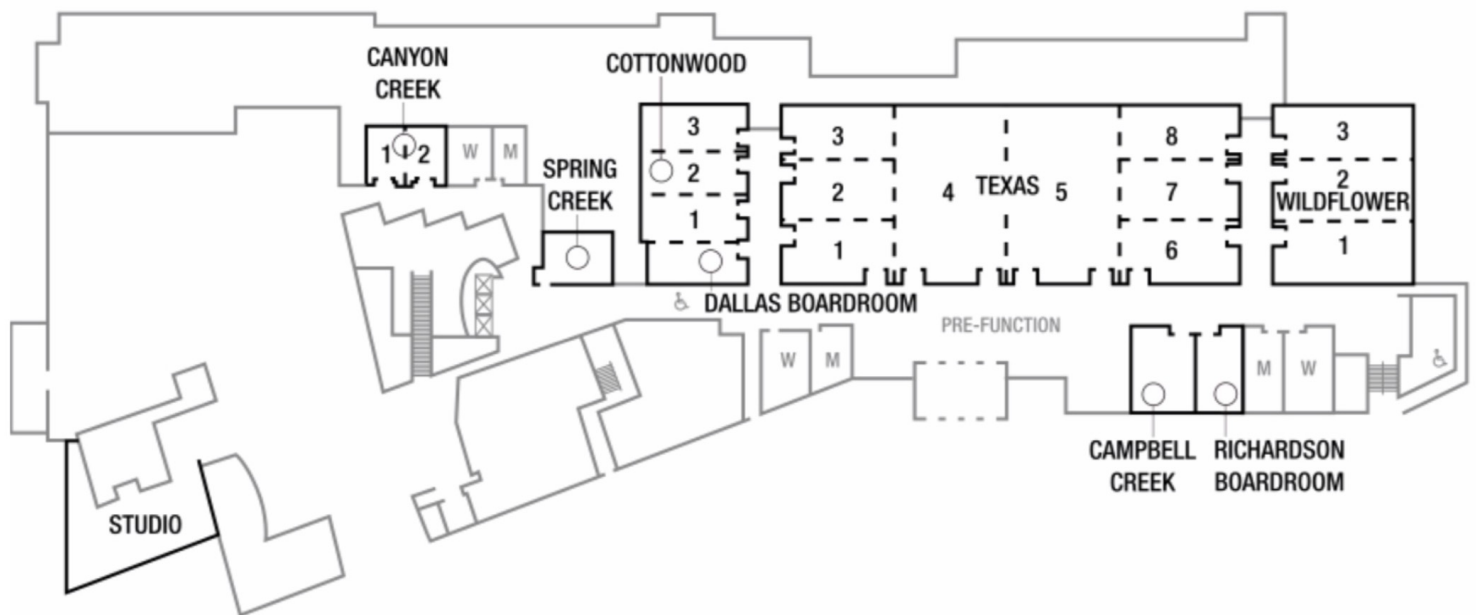 CANYON
CREEK
1 2
W
M
SPRING
CREEK
COTTONWOOD
3
2
1
DALLAS BOARDROOM
3
2
1
4
TEXAS
5
8
7
6
3
2
WILDFLOWER
1
PRE-FUNCTION
W
M
M
W
CAMPBELL
CREEK
RICHARDSON
BOARDROOM
STUDIO